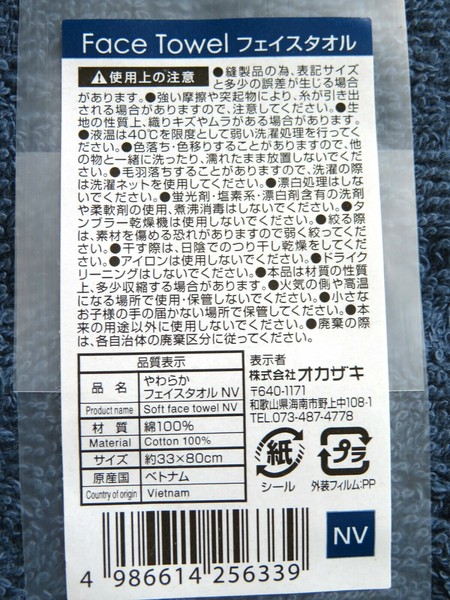 Face Towel フェイスタオル
⚠使用上の注意 ●縫製品の為、表記サイズ
と多少の誤差が生じる場合
があります。●強い摩擦や突起物により、糸が引き出
される場合がありますので、注意してください。●生
地の性質上、織りキズやムラがある場合があります。
●液温は40℃を限度として弱い洗濯処理を行ってく
ださい。●色落ち・色移りすることがありますので、他
の物と一緒に洗ったり、濡れたまま放置しないでくださ
い。●毛羽落ちすることがありますので、洗濯の際
は洗濯ネットを使用してください。●漂白処理はしな
いでください。●蛍光剤・塩素系・漂白剤含有の洗剤
や柔軟剤の使用、煮沸消毒はしないでください。●タ
ンブラー乾燥機は使用しないでください。●絞る際
は、素材を傷める恐れがありますので弱く絞ってくだ
さい。●干す際は、日陰でのつり干し乾燥をしてくだ
さい。●アイロンは使用しないでください。●ドライク
リーニングはしないでください。●本品は材質の性質
上、多少収縮する場合があります。●火気の側や高温
になる場所で使用・保管しないでください。●小さな
お子様の手の届かない場所で保管してください。●本
来の用途以外に使用しないでください。●廃棄の際
は、各自治体の廃棄区分に従ってください。
品質表示
品 名 やわらか
フェイスタオル NV
Product name Soft face towel NV
材 質 綿100%
Material Cotton 100%
サイズ 約33×80cm
原産国 ベトナム
Country of origin Vietnam
表示者
株式会社オカザキ
〒640-1171
和歌山県海南市野上中108-1
TEL.073-487-4778
紙
シール
プラ
外装フィルム:PP
NV
4 986614 256339